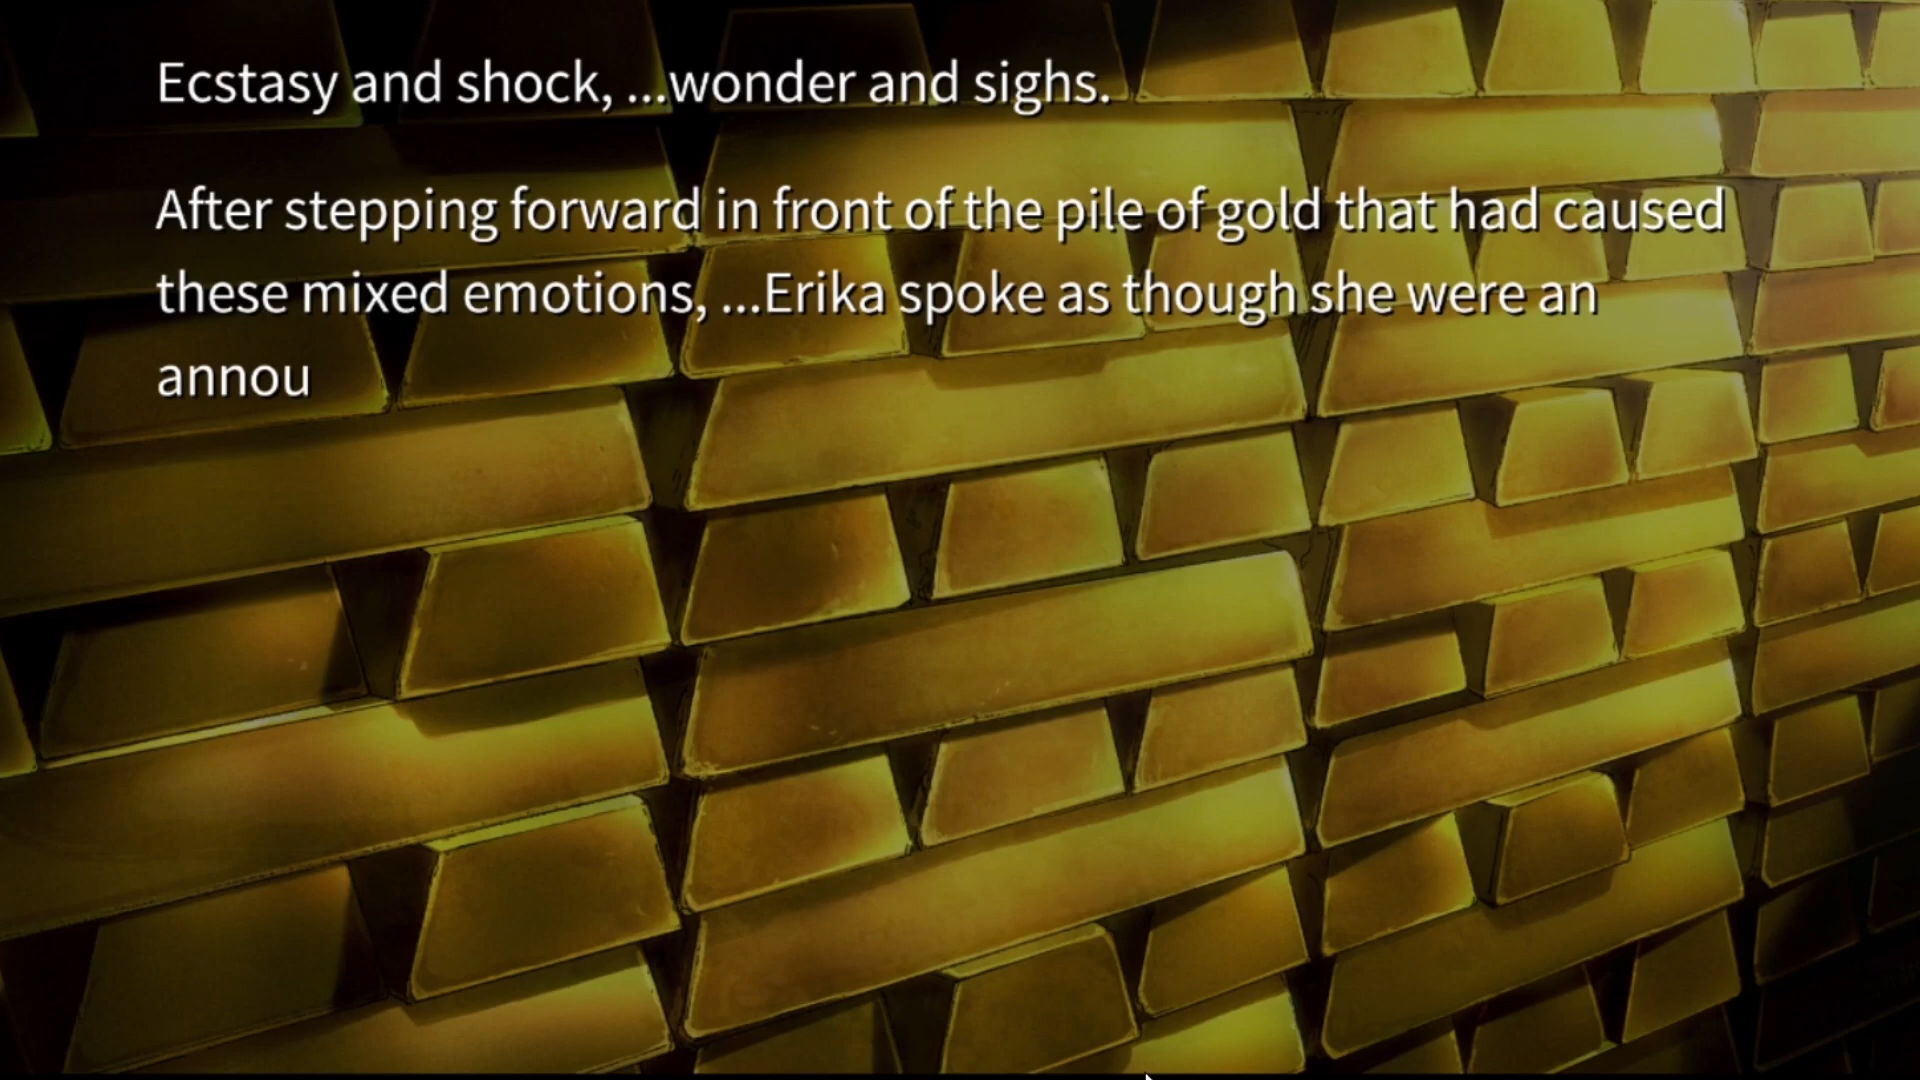 Ecstasy and shock, ...wonder and sighs.
After stepping forward in front of the pile of gold that had caused
these mixed emotions, ...Erika spoke as though she were an
annou